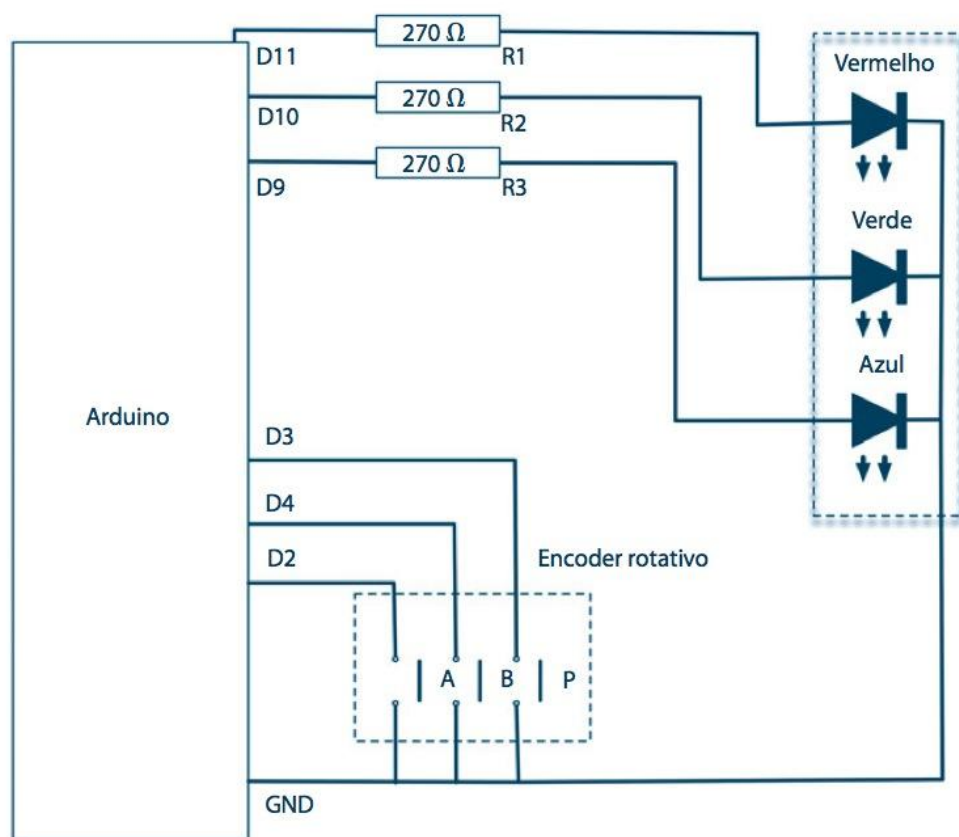 270 Ω
D11
R1
Vermelho
270 Ω
D10
R2
270 Ω
D9
R3
Verde
Azul
Arduino
D3
D4
D2
Encoder rotativo
A
B
P
GND